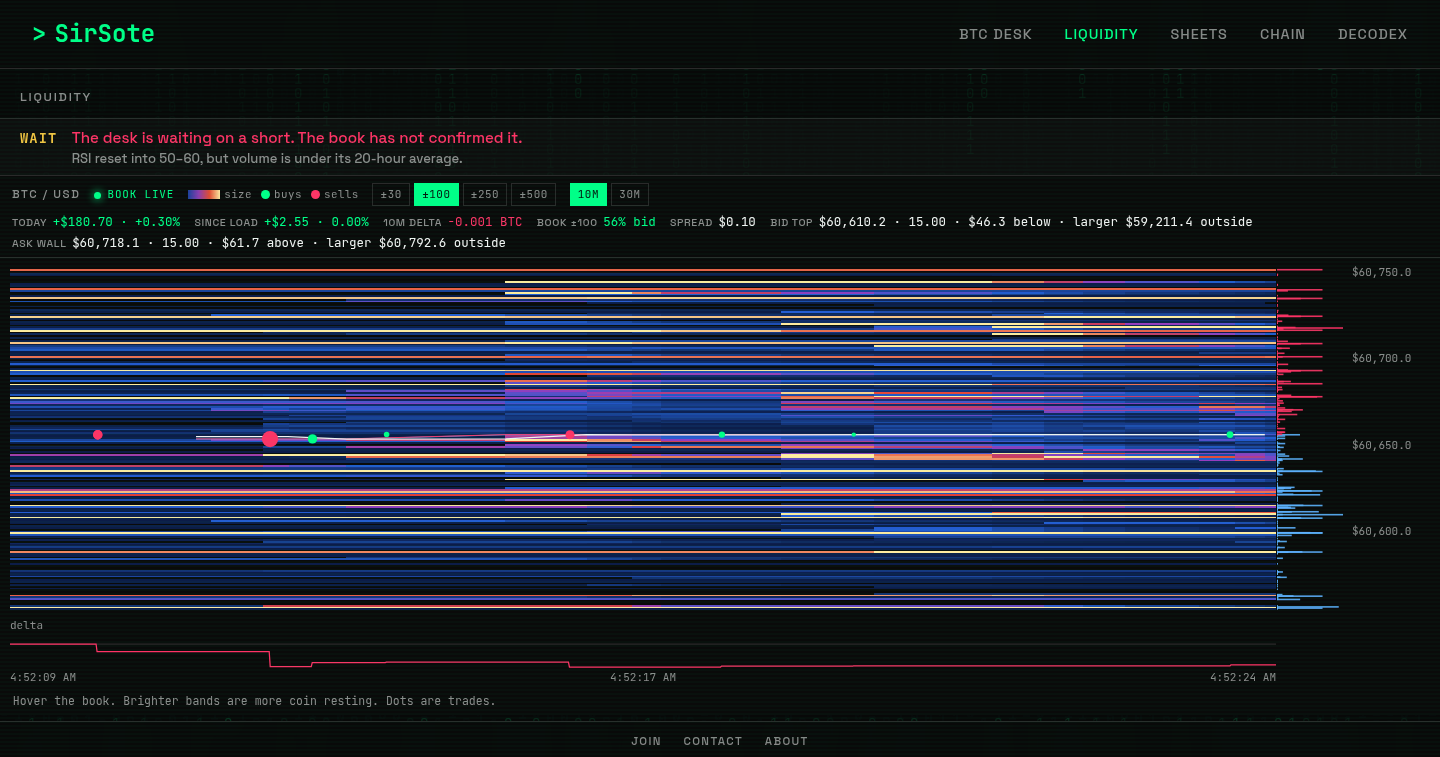 > SirSote
BTC DESK LIQUIDITY SHEETS CHAIN DECODEX
LIQUIDITY
WAIT The desk is waiting on a short. The book has not confirmed it.
RSI reset into 50–60, but volume is under its 20-hour average.
BTC / USD BOOK LIVE size buys sells ±30 ±100 ±250 ±500 10M 30M
TODAY +$180.70 · +0.30% SINCE LOAD +$2.55 · 0.00% 10M DELTA -0.001 BTC BOOK ±100 56% bid SPREAD $0.10 BID TOP $60,610.2 · 15.00 · $46.3 below · larger $59,211.4 outside
ASK WALL $60,718.1 · 15.00 · $61.7 above · larger $60,792.6 outside
$60,750.0
$60,700.0
$60,650.0
$60,600.0
delta
4:52:09 AM 4:52:17 AM 4:52:24 AM
Hover the book. Brighter bands are more coin resting. Dots are trades.
JOIN CONTACT ABOUT